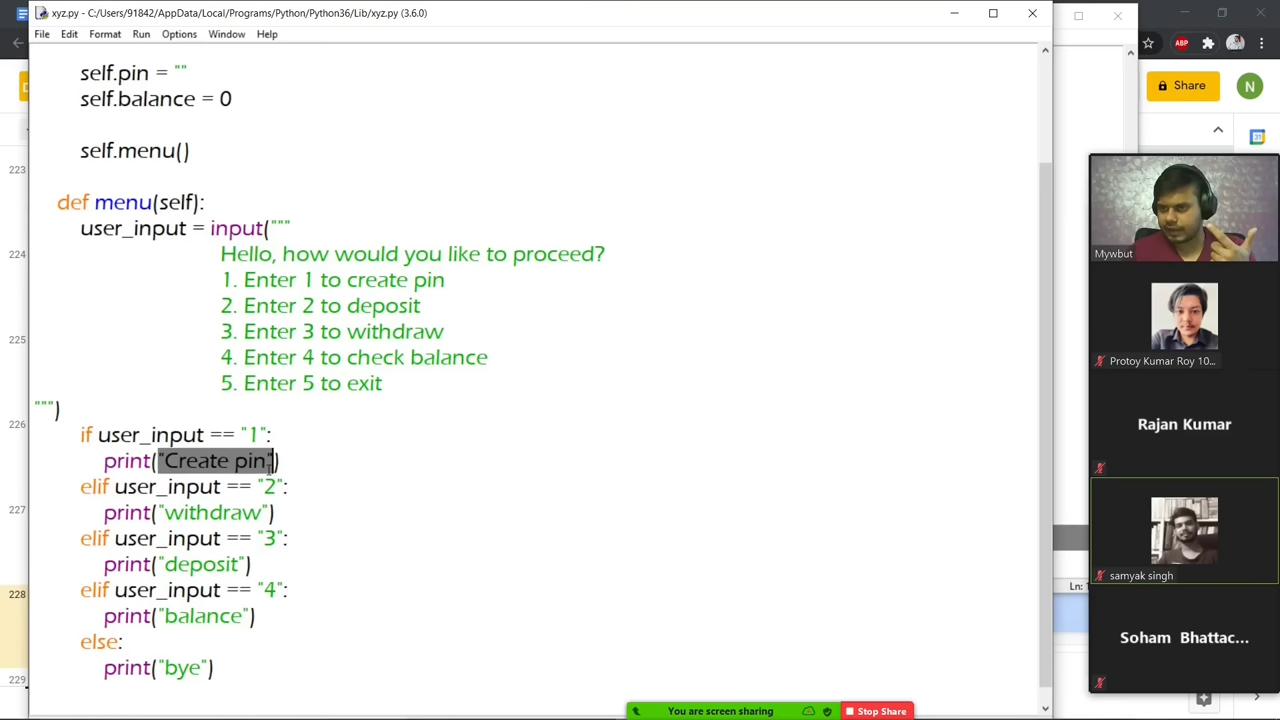 xyz.py - C:/Users/91842/AppData/Local/Programs/Python/Python36/Lib/xyz.py (3.6.0)
File Edit Format Run Options Window Help
self.pin = ""
self.balance = 0
self.menu()
def menu(self):
user_input = input("""
Hello, how would you like to proceed?
1. Enter 1 to create pin
2. Enter 2 to deposit
3. Enter 3 to withdraw
4. Enter 4 to check balance
5. Enter 5 to exit
""")
if user_input == "1":
print("Create pin")
elif user_input == "2":
print("withdraw")
elif user_input == "3":
print("deposit")
elif user_input == "4":
print("balance")
else:
print("bye")
223
224
225
226
227
228
229
ABP
Share
N
31
Mywbut
Protoy Kumar Roy 10...
Rajan Kumar
samyak singh
Soham Bhattac...
Ln: 1
You are screen sharing
Stop Share